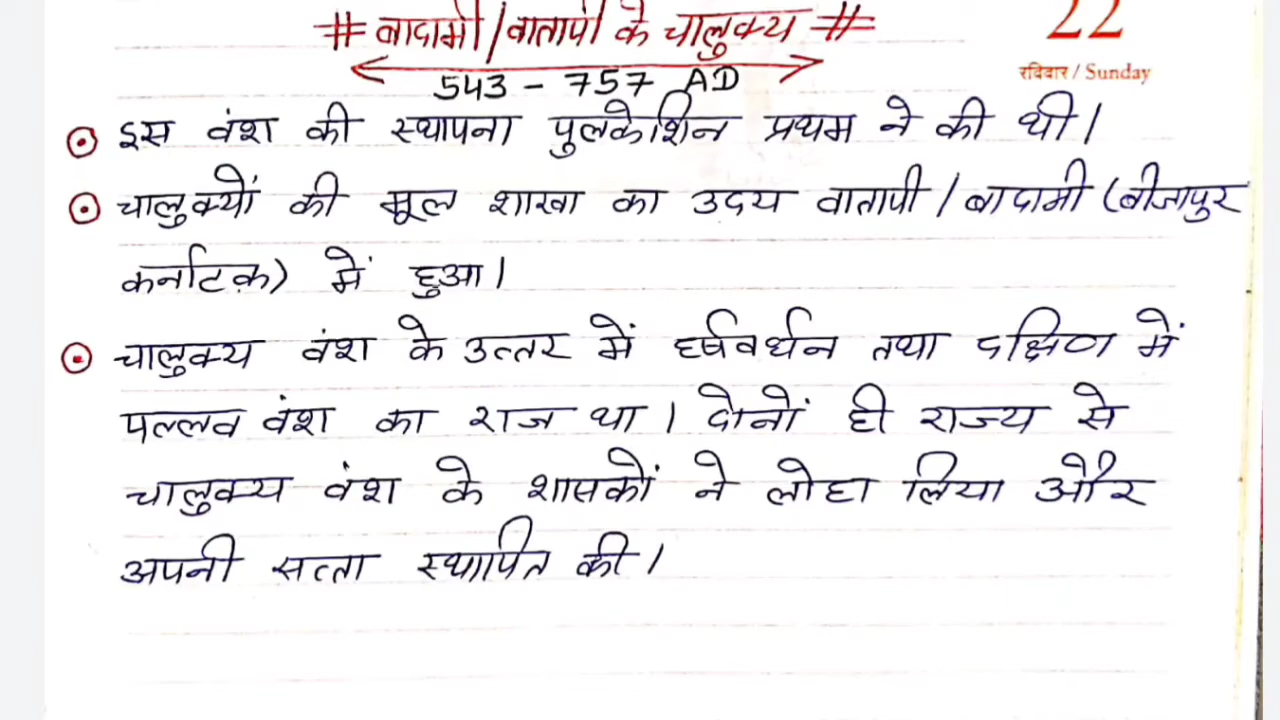 # बादामी/वातापी के चालुक्य #
22
रविवार / Sunday
543 - 757 AD
इस वंश की स्थापना पुलकेशिन प्रथम ने की थी।
चालुक्यों की मूल शाखा का उदय वातापी / बादामी (बीजापुर
कर्नाटक) में हुआ।
चालुक्य वंश के उत्तर में हर्षवर्धन तथा दक्षिण में
पल्लव वंश का राज था। दोनों ही राज्य से
चालुक्य वंश के शासकों ने लोहा लिया और
अपनी सत्ता स्थापित की।